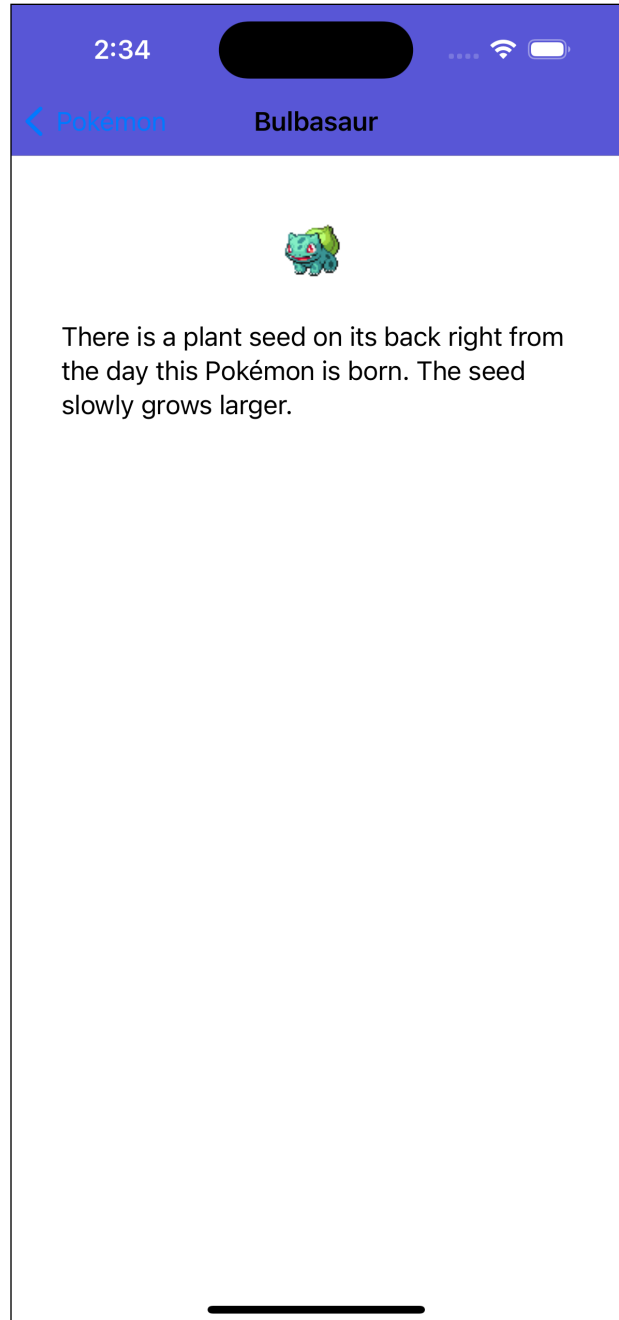 2:34
Pokémon
Bulbasaur
There is a plant seed on its back right from
the day this Pokémon is born. The seed
slowly grows larger.